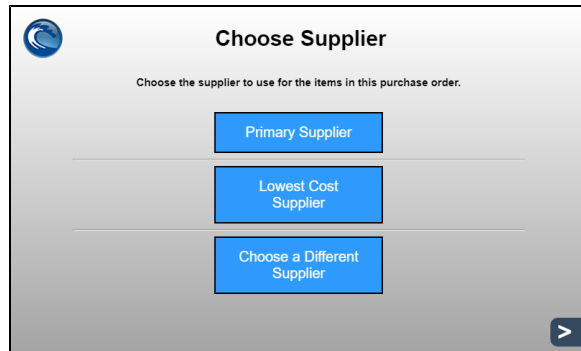 Choose Supplier
Choose the supplier to use for the items in this purchase order.
Primary Supplier
Lowest Cost
Supplier
Choose a Different
Supplier
>